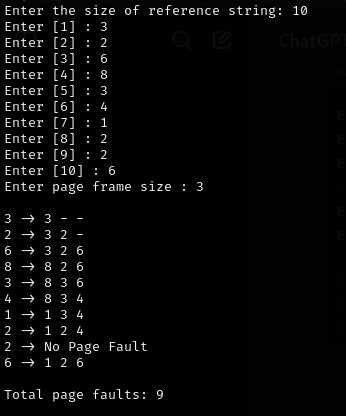 Enter the size of reference string: 10
Enter [1] : 3
Enter [2] : 2
Enter [3] : 6
Enter [4] : 8
Enter [5] : 3
Enter [6] : 4
Enter [7] : 1
Enter [8] : 2
Enter [9] : 2
Enter [10] : 6
Enter page frame size : 3
3 → 3 - -
2 → 3 2 -
6 → 3 2 6
8 → 8 2 6
3 → 8 3 6
4 → 8 3 4
1 → 1 3 4
2 → 1 2 4
2 → No Page Fault
6 → 1 2 6
Total page faults: 9
ChatGPT